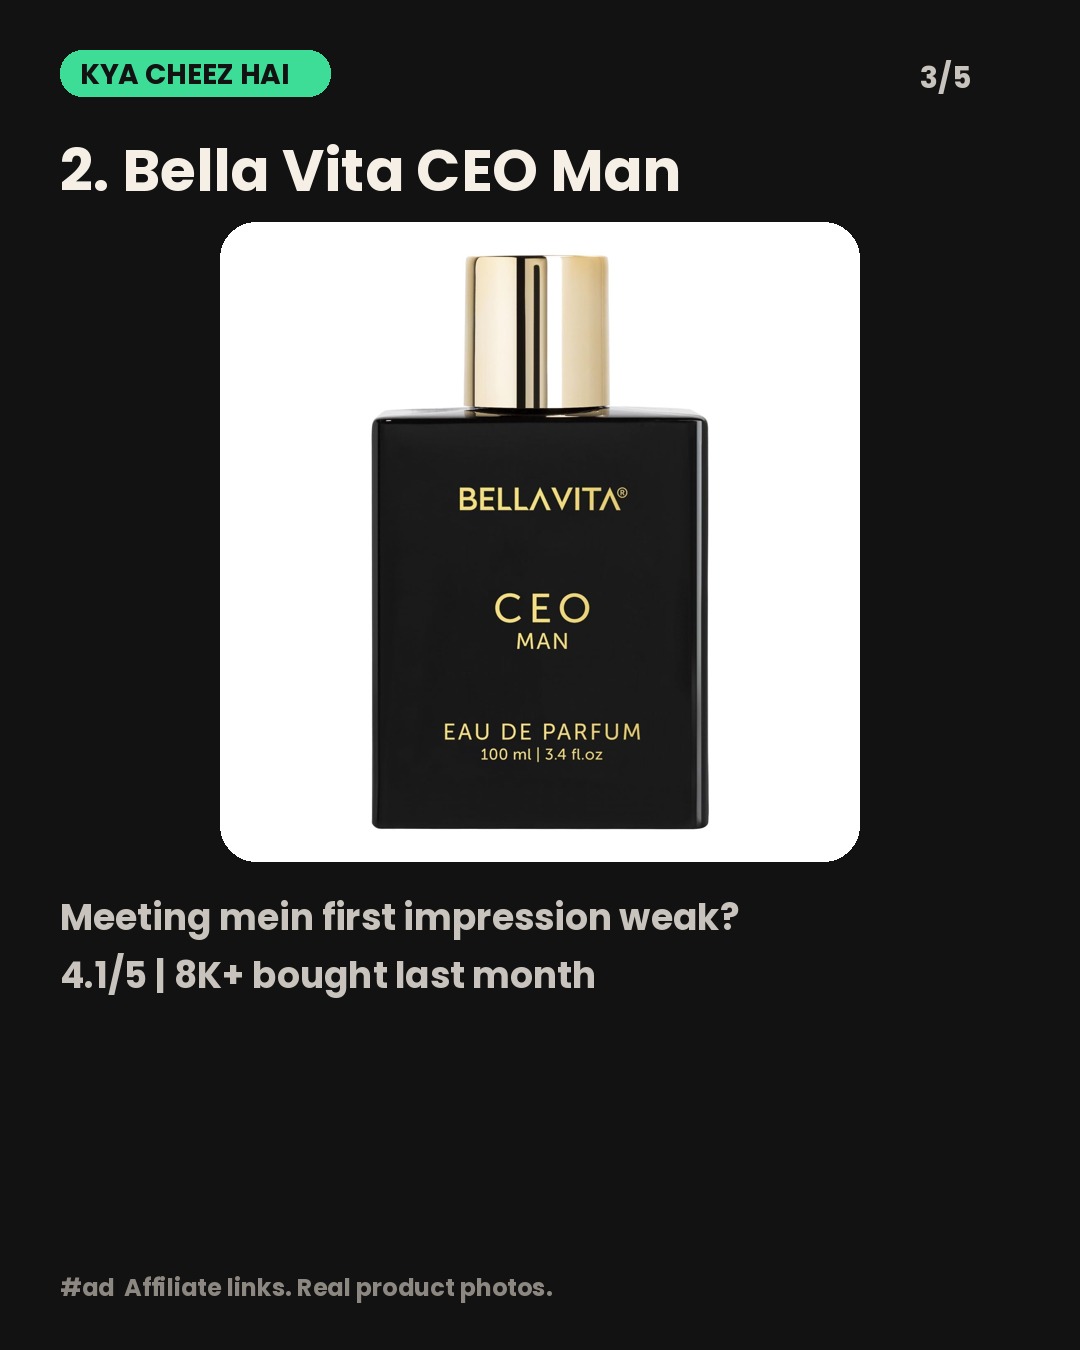 KYA CHEEZ HAI
3/5
2. Bella Vita CEO Man
BELLAVITA®
CEO
MAN
EAU DE PARFUM
100 ml | 3.4 fl.oz
Meeting mein first impression weak?
4.1/5 | 8K+ bought last month
#ad Affiliate links. Real product photos.